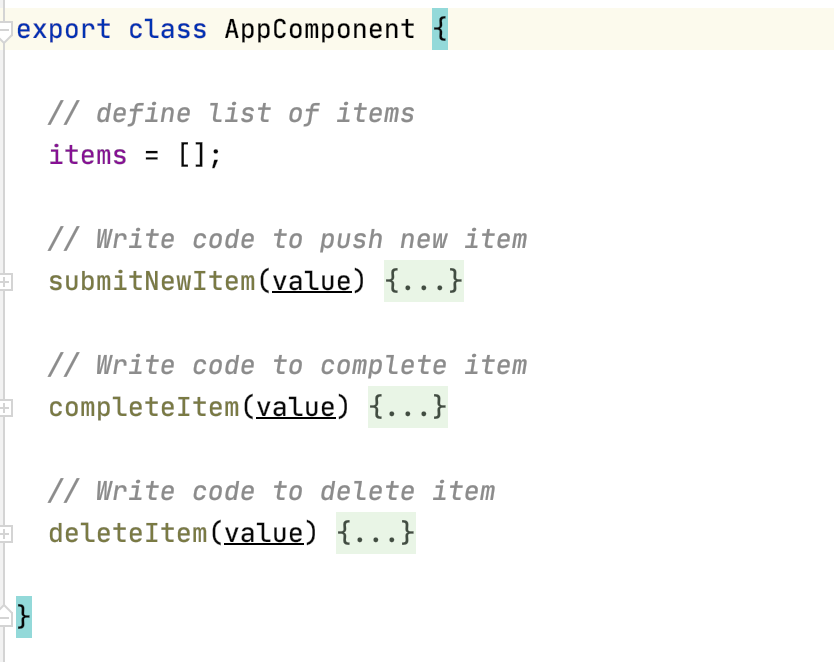 export class AppComponent {
// define list of items
items = [];
// Write code to push new item
submitNewItem(value) {...}
// Write code to complete item
completeItem(value) {...}
// Write code to delete item
deleteItem(value) {...}
}